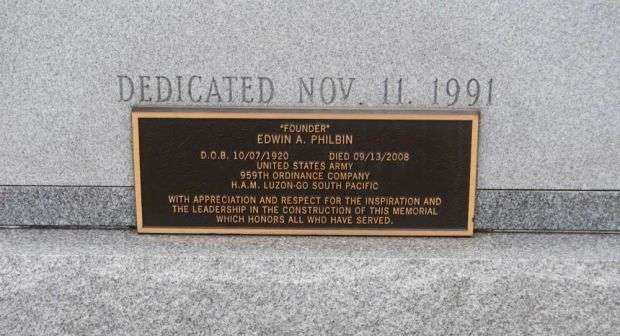 DEDICATED NOV. 11. 1991
"FOUNDER"
EDWIN A. PHILBIN
D.O.B. 10/07/1920 DIED 09/13/2008
UNITED STATES ARMY
959TH ORDINANCE COMPANY
H.A.M. LUZON-GO SOUTH PACIFIC
WITH APPRECIATION AND RESPECT FOR THE INSPIRATION AND
THE LEADERSHIP IN THE CONSTRUCTION OF THIS MEMORIAL
WHICH HONORS ALL WHO HAVE SERVED.